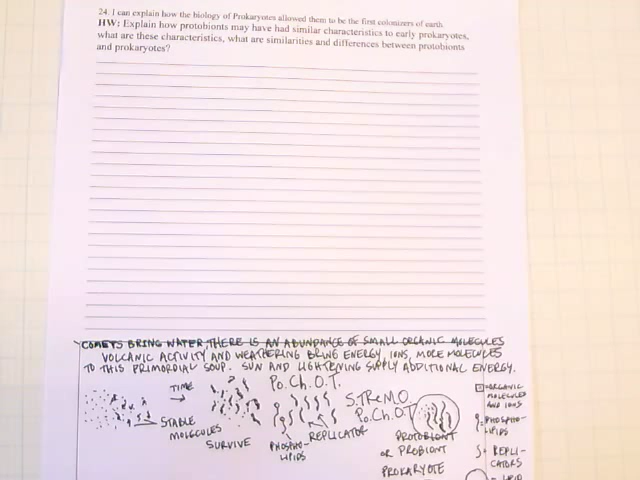 24. I can explain how the biology of Prokaryotes allowed them to be the first colonizers of earth
HW: Explain how protobionts may have had similar characteristics to early prokaryotes,
what are these characteristics, what are similarities and differences between protobionts
and prokaryotes?
COMETS BRING WATER, THERE IS AN ABUNDANCE OF SMALL ORGANIC MOLECULES
VOLCANIC ACTIVITY AND WEATHERING BRING ENERGY, IONS, MORE MOLECULES
TO THIS PRIMORDIAL SOUP. SUN AND LIGHTENING SUPPLY ADDITIONAL ENERGY.
TIME
STABLE
MOLECULES
SURVIVE
Po.Ch.O.T.
PHOSPHO-
LIPIDS
REPLICATOR
S.TReMO
Po.Ch.O.T
PROTOBIONT
OR PROBIONT
PROKARYOTE
ORGANIC
MOLECULES
AND IONS
PHOSPHO-
LIPIDS
REPLI-
CATORS
LIPID